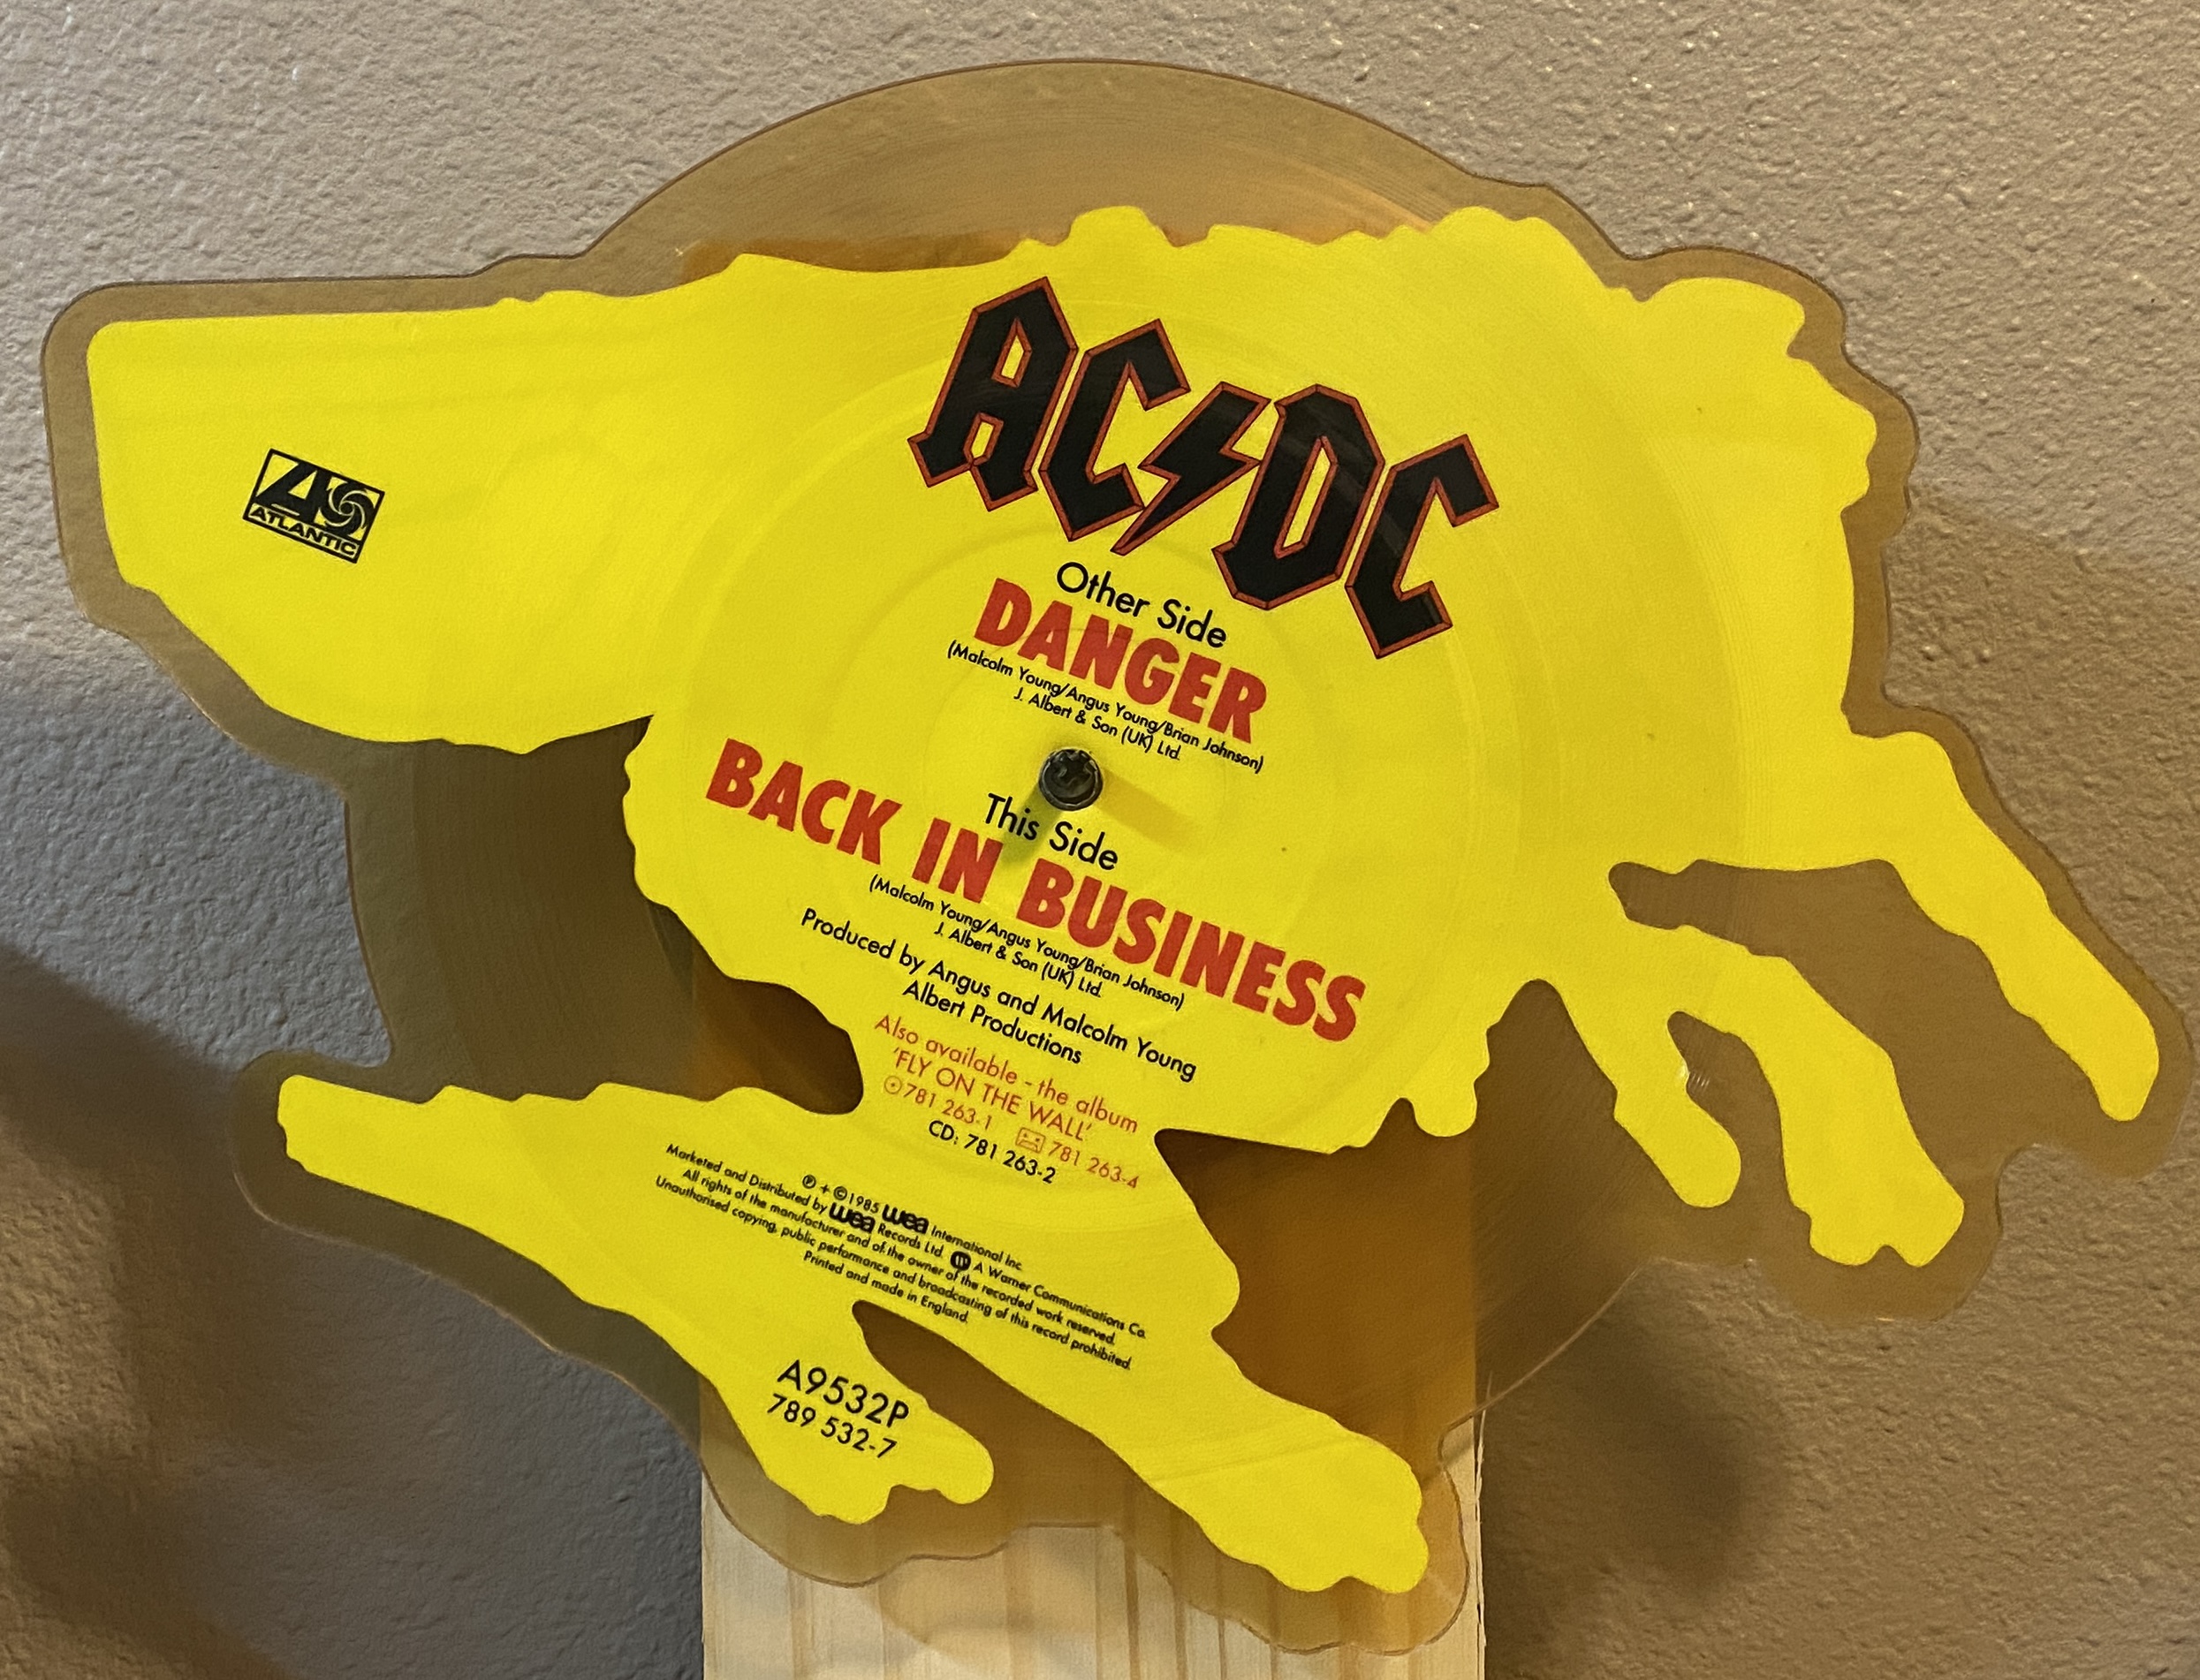 AC⚡DC
ATLANTIC
Other Side
DANGER
(Malcolm Young/Angus Young/Brian Johnson)
J. Albert & Son (UK) Ltd.
This Side
BACK IN BUSINESS
(Malcolm Young/Angus Young/Brian Johnson)
J. Albert & Son (UK) Ltd.
Produced by Angus and Malcolm Young
Albert Productions
Also available - the album
'FLY ON THE WALL'
781 263-1 781 263-4
CD: 781 263-2
℗ + © 1985 wea International Inc.
Marketed and Distributed by wea Records Ltd. A Warner Communications Co.
All rights of the manufacturer and of the owner of the recorded work reserved.
Unauthorised copying, public performance and broadcasting of this record prohibited.
Printed and made in England.
A9532P
789 532-7